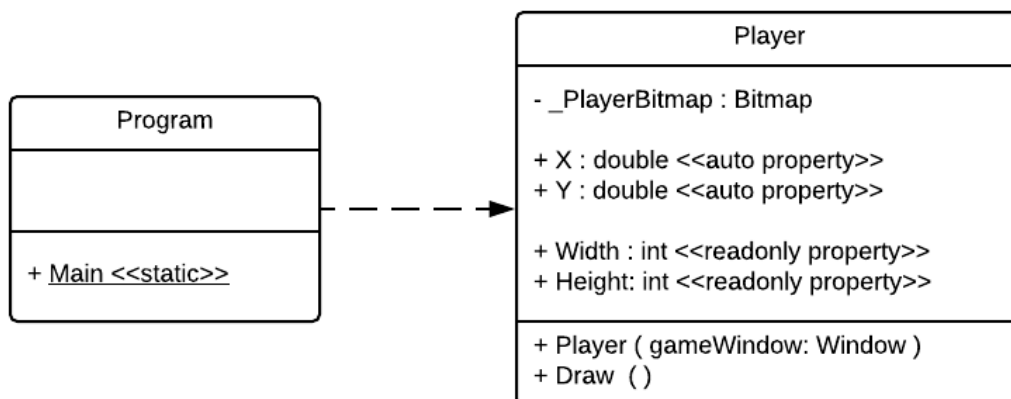 Program
+ Main <<static>>
Player
- _PlayerBitmap : Bitmap
+ X : double <<auto property>>
+ Y : double <<auto property>>
+ Width : int <<readonly property>>
+ Height: int <<readonly property>>
+ Player ( gameWindow: Window )
+ Draw ( )